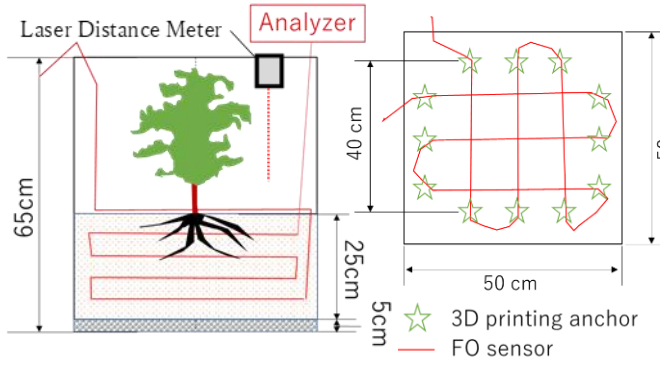 Laser Distance Meter
Analyzer
65cm
25cm
5cm
40 cm
50 cm
3D printing anchor
FO sensor